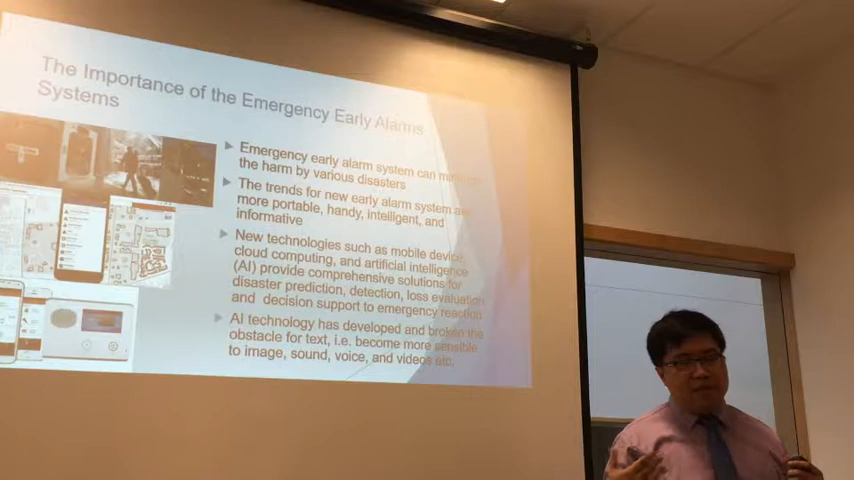 The Importance of the Emergency Early Alarms
Systems
Emergency early alarm system can
the harm by various disasters
The trends for new early alarm systems are
more portable, handy, intelligent, and
informative
New technologies such as mobile device,
cloud computing, and artificial intelligence
(AI) provide comprehensive solutions for
disaster prediction, detection, loss evaluation
and decision support to emergency reaction
AI technology has developed and broken the
obstacle for text, i.e. become more sensible
to image, sound, voice, and videos etc.